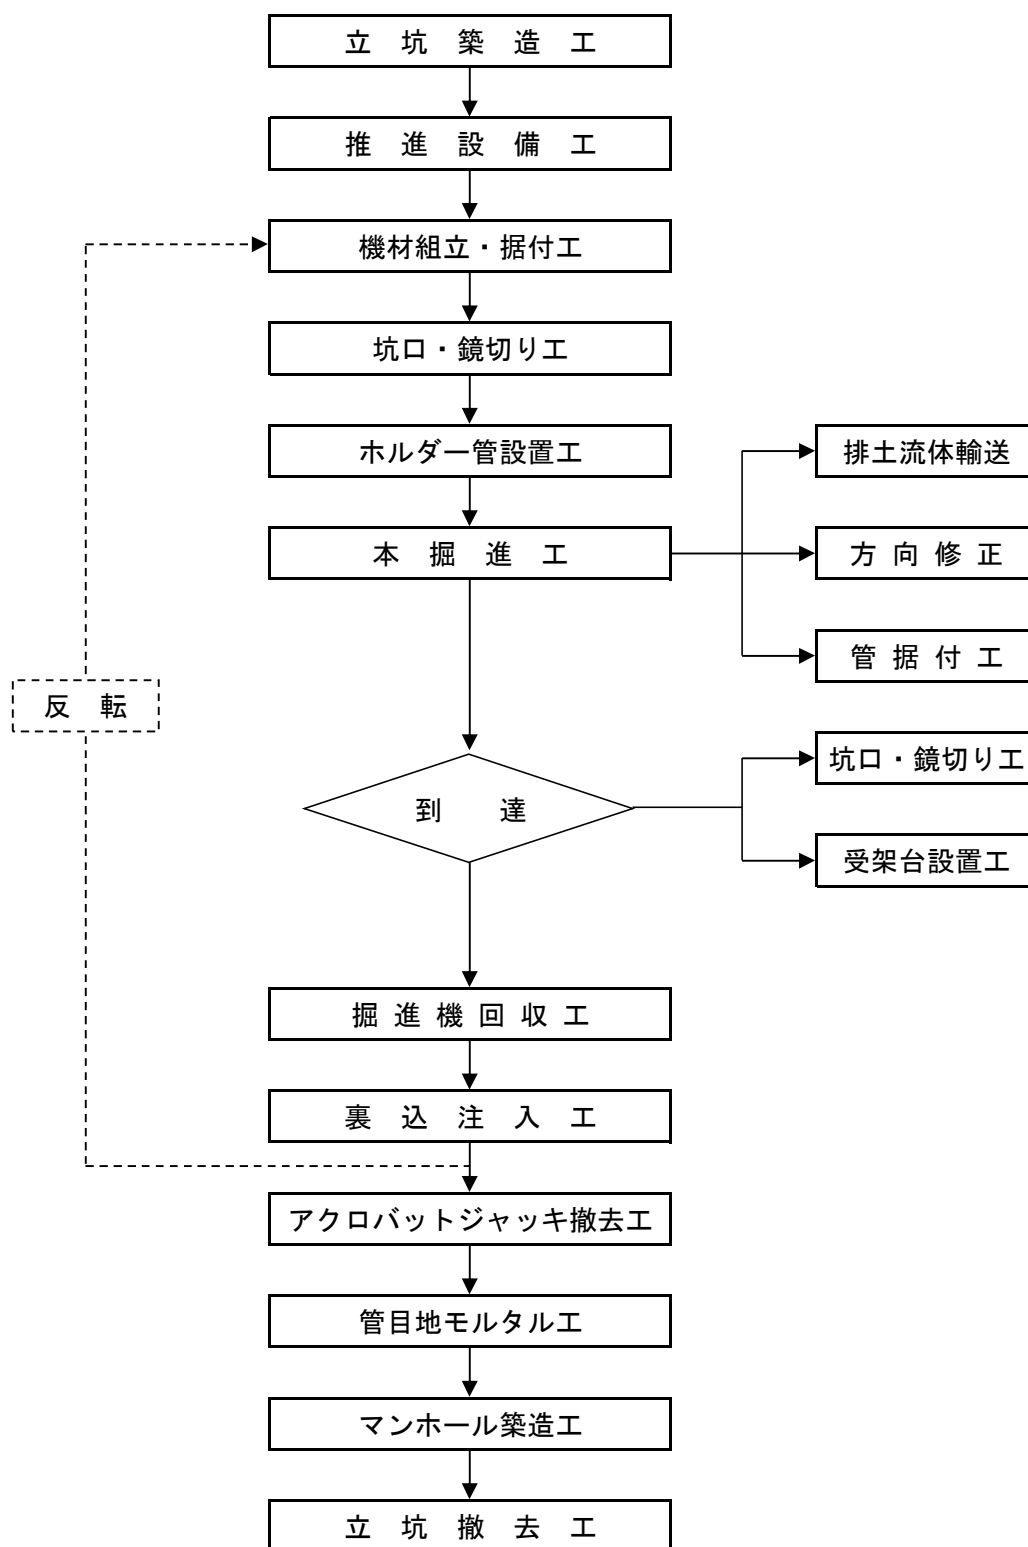 立　坑　築　造　工
推　進　設　備　工
機材組立・据付工
坑口・鏡切り工
ホルダー管設置工
排土流体輸送
本　掘　進　工
方 向 修 正
管 据 付 工
反　転
坑口・鏡切り工
到　　達
受架台設置工
掘 進 機 回 収 工
裏　込　注　入　工
アクロバットジャッキ撤去工
管目地モルタル工
マンホール築造工
立　坑　撤　去　工